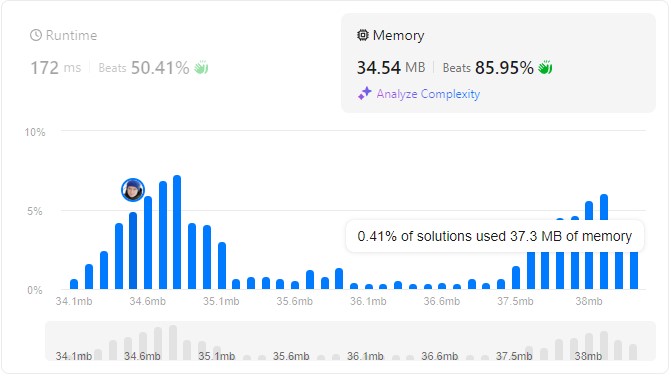 Runtime
172 ms Beats 50.41%
Memory
34.54 MB Beats 85.95%
Analyze Complexity
10%
5%
0%
0.41% of solutions used 37.3 MB of memory
34.1mb 34.6mb 35.1mb 35.6mb 36.1mb 36.6mb 37.5mb 38mb
34.1mb 34.6mb 35.1mb 35.6mb 36.1mb 36.6mb 37.5mb 38mb